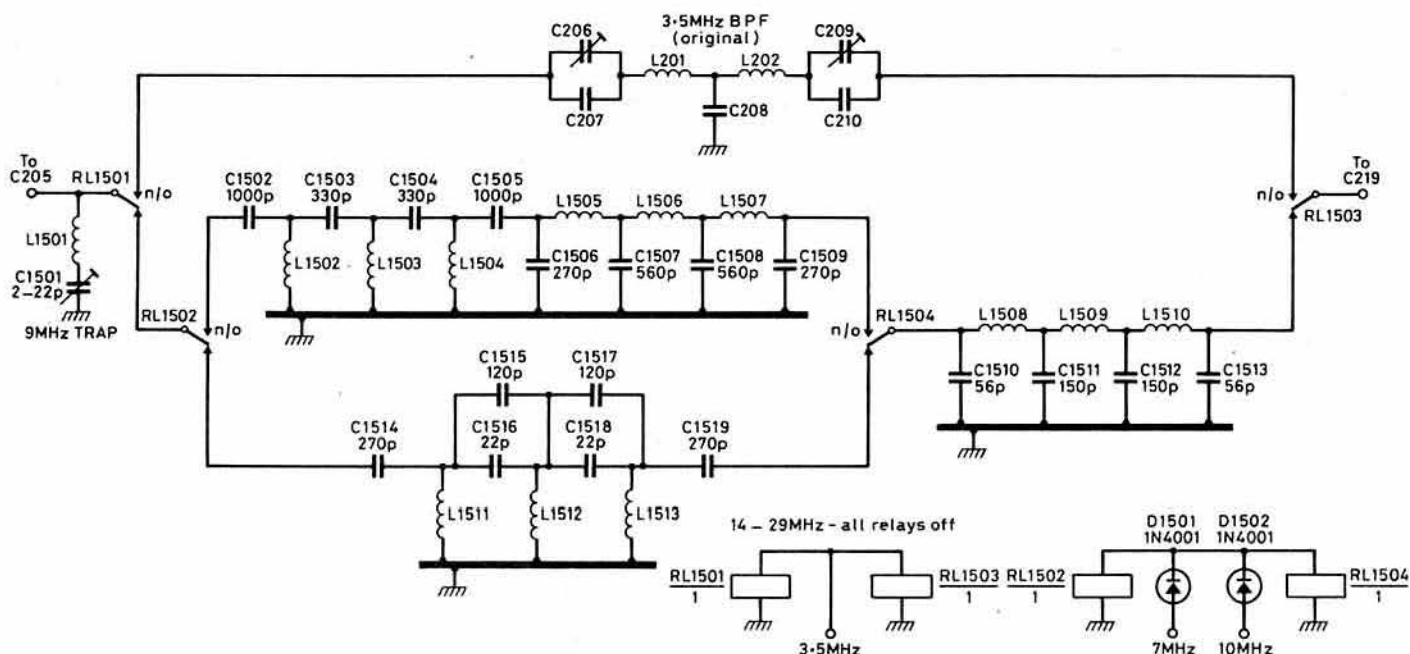 3·5MHz BPF
(original)
C206
L201
L202
C209
C207
C208
C210
To
C205
RL1501
n/o
L1501
C1501
2–22p
9MHz TRAP
RL1502
n/o
C1502
1000p
C1503
330p
C1504
330p
C1505
1000p
L1505
L1506
L1507
L1502
L1503
L1504
C1506
270p
C1507
560p
C1508
560p
C1509
270p
n/o
To
C219
RL1503
n/o
RL1504
L1508
L1509
L1510
C1510
56p
C1511
150p
C1512
150p
C1513
56p
C1515
120p
C1517
120p
C1514
270p
C1516
22p
C1518
22p
C1519
270p
L1511
L1512
L1513
14 – 29MHz – all relays off
RL1501
1
RL1503
1
3·5MHz
RL1502
1
D1501
1N4001
D1502
1N4001
RL1504
1
7MHz
10MHz